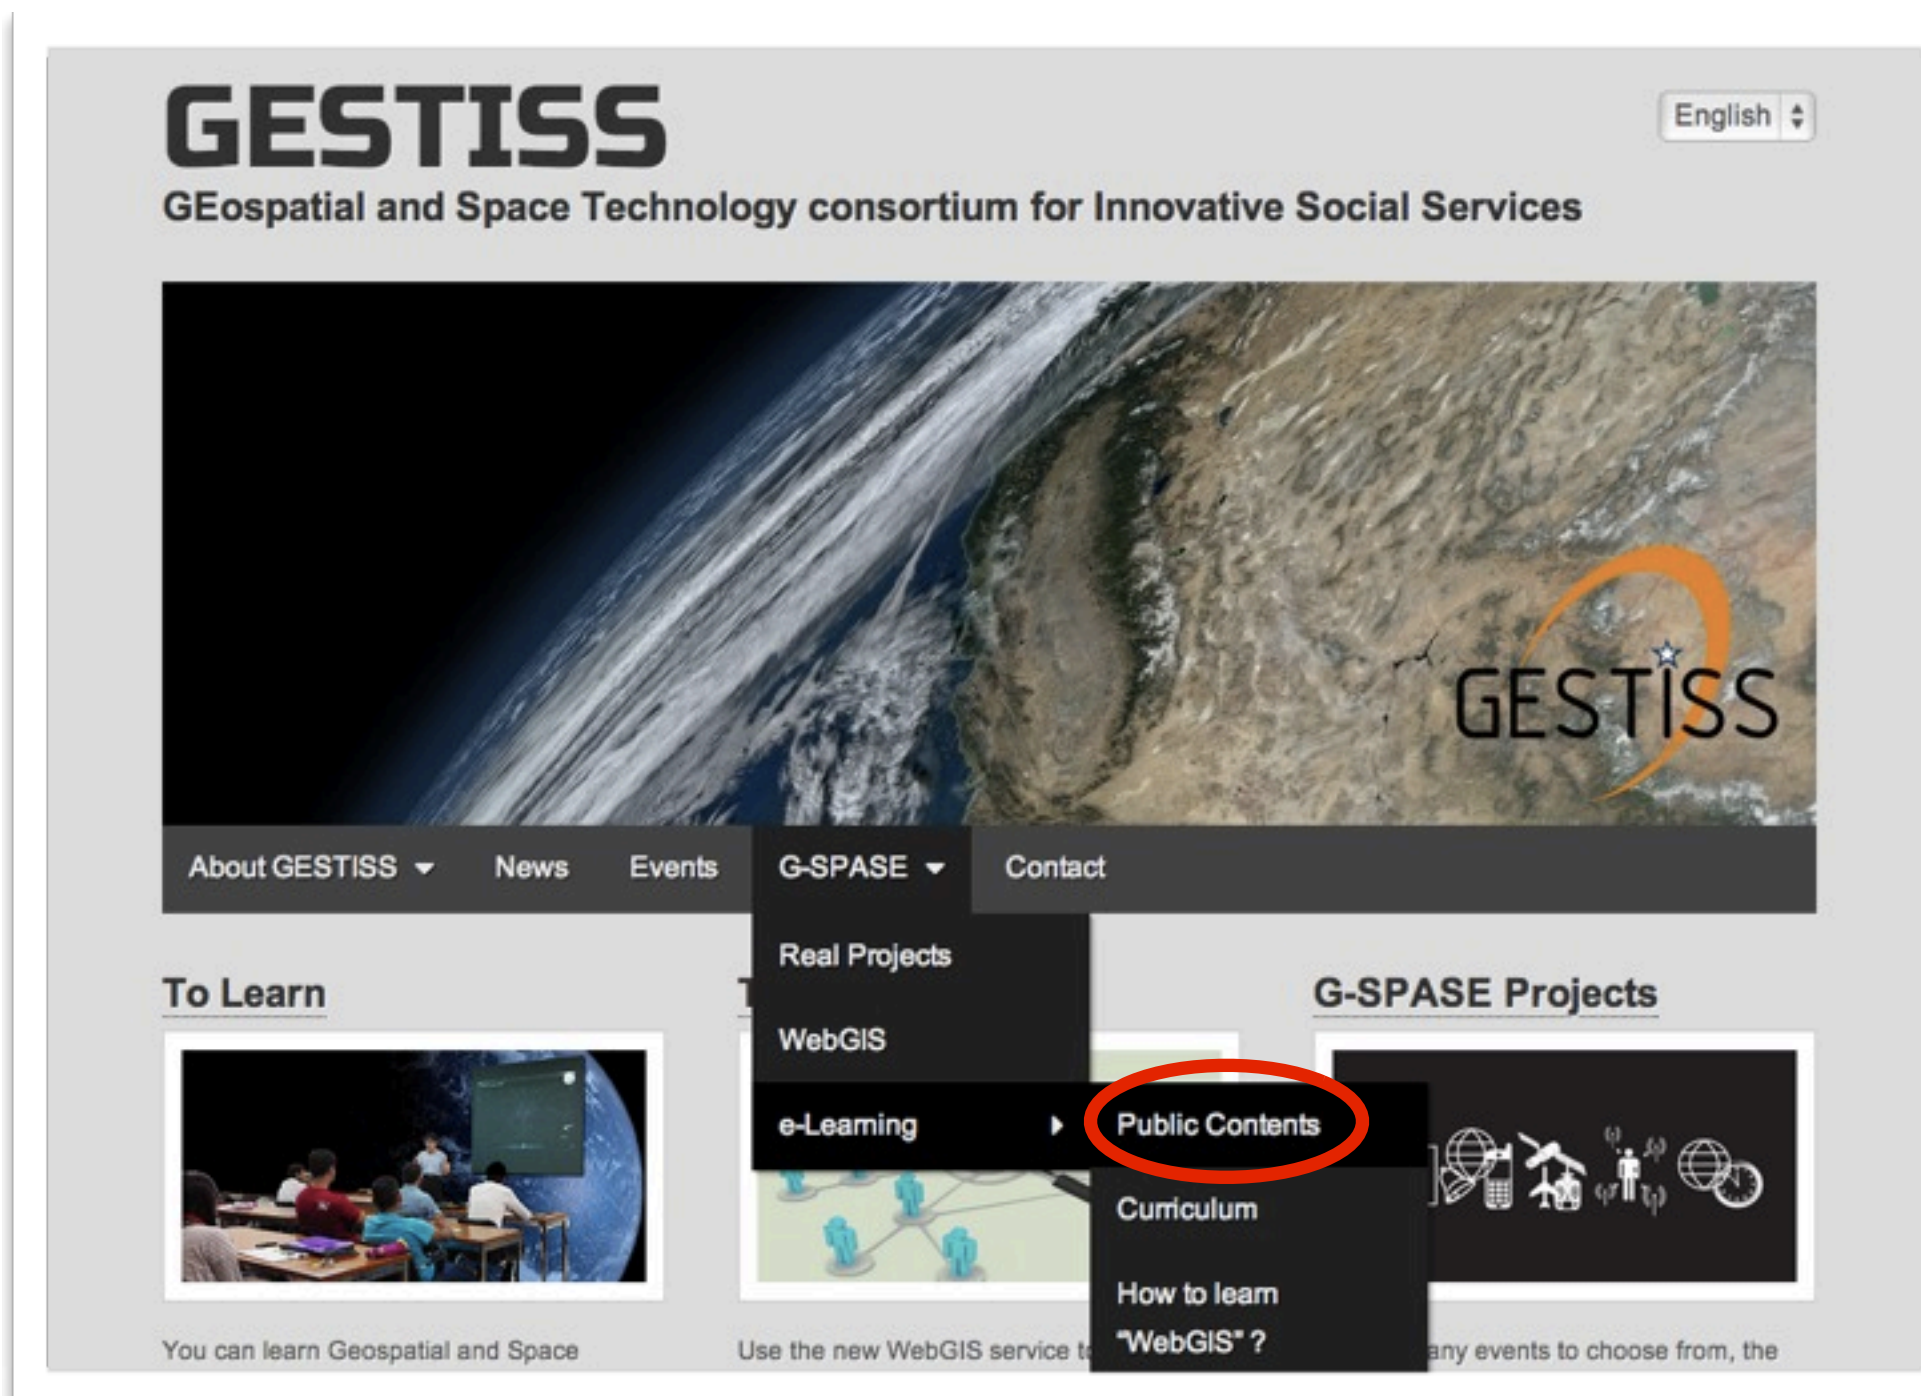 GESTISS
English
GEospatial and Space Technology consortium for Innovative Social Services
GESTISS
About GESTISS
News
Events
G-SPASE
Contact
Real Projects
WebGIS
e-Learning
Public Contents
Curriculum
How to learn
"WebGIS" ?
To Learn
T
G-SPASE Projects
You can learn Geospatial and Space
Use the new WebGIS service to
any events to choose from, the